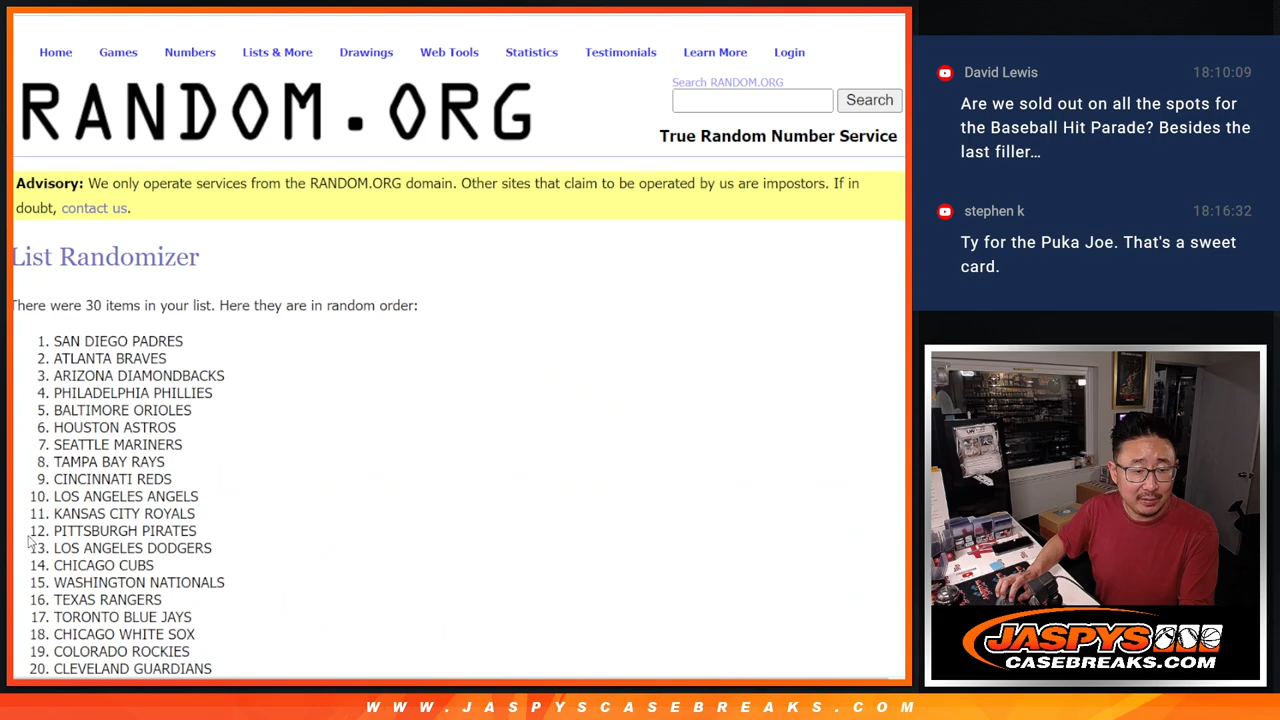 Home Games Numbers Lists & More Drawings Web Tools Statistics Testimonials Learn More Login
RANDOM.ORG
Search RANDOM.ORG
Search
True Random Number Service
Advisory: We only operate services from the RANDOM.ORG domain. Other sites that claim to be operated by us are impostors. If in
doubt, contact us.
List Randomizer
There were 30 items in your list. Here they are in random order:
1. SAN DIEGO PADRES
2. ATLANTA BRAVES
3. ARIZONA DIAMONDBACKS
4. PHILADELPHIA PHILLIES
5. BALTIMORE ORIOLES
6. HOUSTON ASTROS
7. SEATTLE MARINERS
8. TAMPA BAY RAYS
9. CINCINNATI REDS
10. LOS ANGELES ANGELS
11. KANSAS CITY ROYALS
12. PITTSBURGH PIRATES
13. LOS ANGELES DODGERS
14. CHICAGO CUBS
15. WASHINGTON NATIONALS
16. TEXAS RANGERS
17. TORONTO BLUE JAYS
18. CHICAGO WHITE SOX
19. COLORADO ROCKIES
20. CLEVELAND GUARDIANS
David Lewis 18:10:09
Are we sold out on all the spots for
the Baseball Hit Parade? Besides the
last filler...
stephen k 18:16:32
Ty for the Puka Joe. That's a sweet
card.
JASPYS
CASEBREAKS.COM
WWW.JASPYSCASEBREAKS.COM